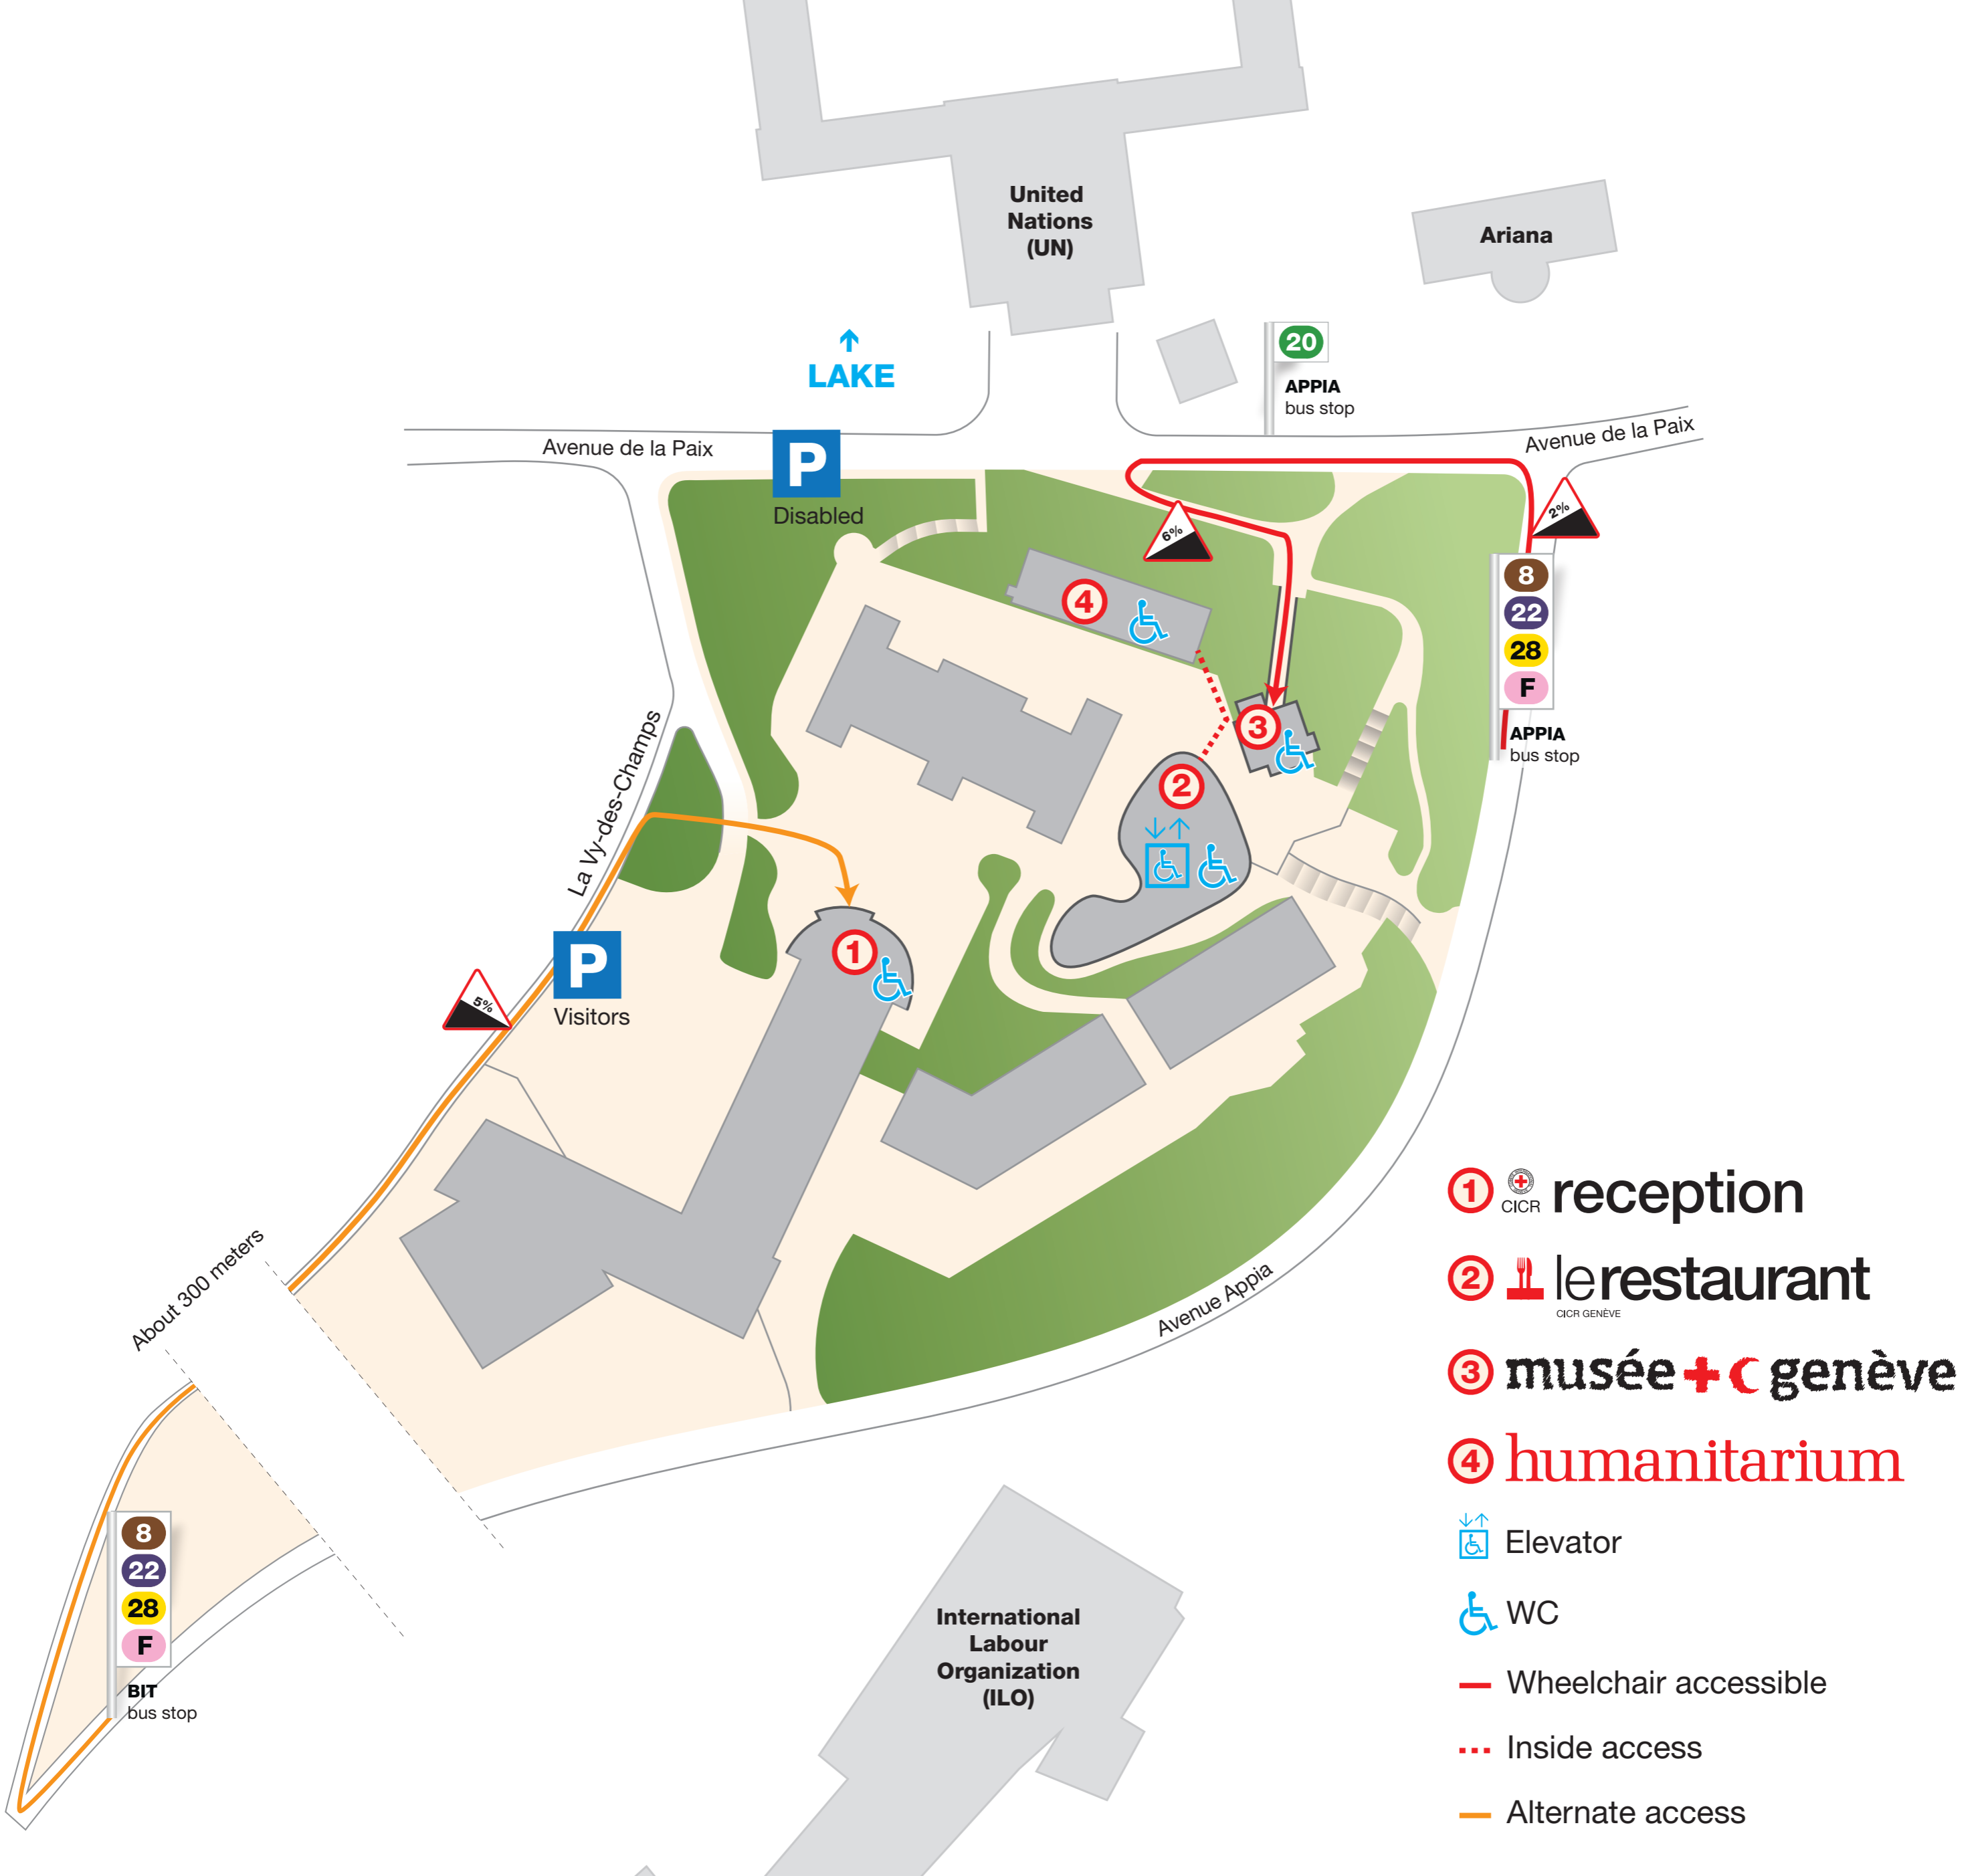 United
Nations
(UN)
Ariana
LAKE
20
APPIA
bus stop
Avenue de la Paix
Avenue de la Paix
P
Disabled
6%
2%
8
22
28
F
APPIA
bus stop
4
3
2
La Vy-des-Champs
1
P
Visitors
5%
About 300 meters
Avenue Appia
8
22
28
F
BIT
bus stop
International
Labour
Organization
(ILO)
1 CICR reception
2 lerestaurant
CICR GENÈVE
3 musée genève
4 humanitarium
Elevator
WC
Wheelchair accessible
Inside access
Alternate access